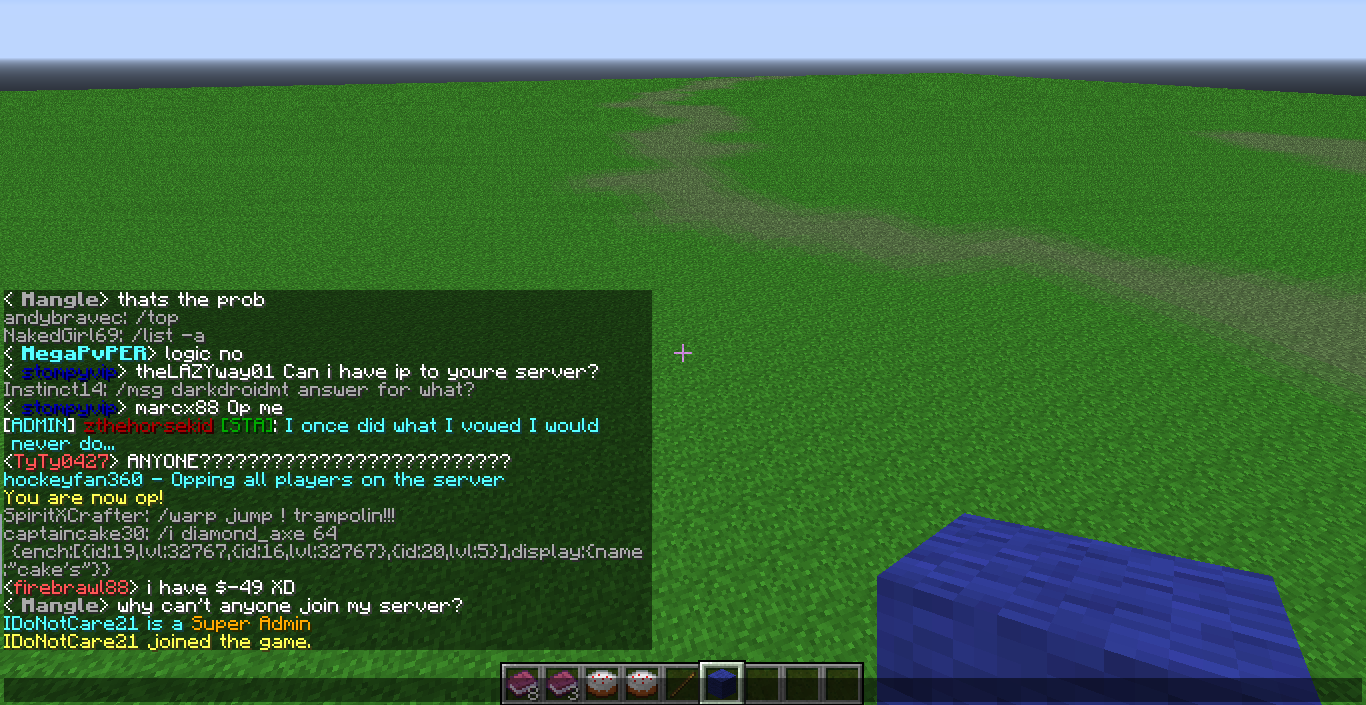 < Mangle> thats the prob
andybravec: /top
NakedGirl69: /list -a
< MegaPvPER> logic no
< stompyvip> theLAZYway01 Can i have ip to youre server?
Instinct14: /msg darkdroidmt answer for what?
< stompyvip> marcx88 Op me
[ADMIN] zthehorsekid [STA]: I once did what I vowed I would
never do...
<TyTy0427> ANYONE?????????????????????????
hockeyfan360 - Opping all players on the server
You are now op!
SpiritXCrafter: /warp jump ! trampolin!!!
captaincake30: /i diamond_axe 64
{ench:[{id:19,lvl:32767,{id:16,lvl:32767},{id:20,lvl:5}],display:{name
:"cake's"}}
<firebrawl88> i have $-49 XD
< Mangle> why can't anyone join my server?
IDoNotCare21 is a Super Admin
IDoNotCare21 joined the game.
8 3